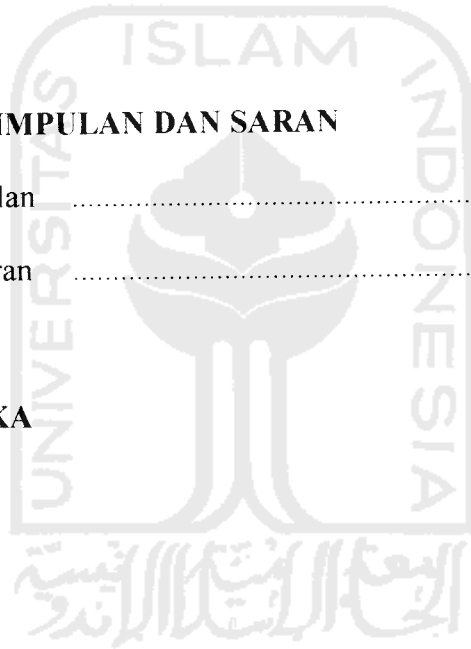 ISLAM
UNIVERSITAS
INDONESIA
IMPULAN DAN SARAN
lan ........................................................
ran ........................................................
KA